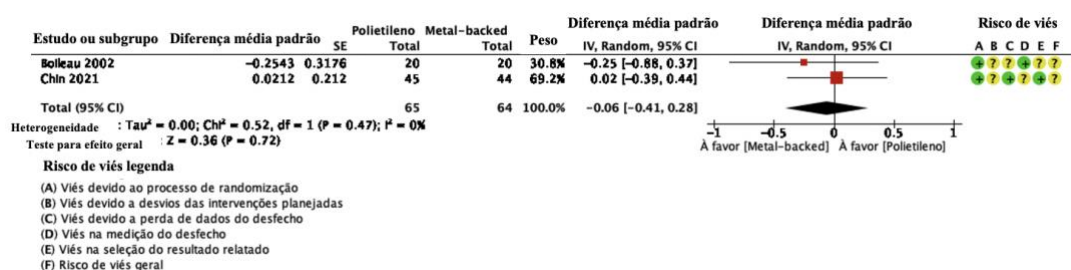 Polietileno Metal-backed Diferença média padrão Diferença média padrão Risco de viés
Estudo ou subgrupo Diferença média padrão SE Total Total Peso IV, Random, 95% CI IV, Random, 95% CI A B C D E F
Boileau 2002 −0.2543 0.3176 20 20 30.8% −0.25 [−0.88, 0.37] + ? ? + ? ?
Chin 2021 0.0212 0.212 45 44 69.2% 0.02 [−0.39, 0.44] + ? + ? + ?
Total (95% CI) 65 64 100.0% −0.06 [−0.41, 0.28]
Heterogeneidade : Tau² = 0.00; Chi² = 0.52, df = 1 (P = 0.47); I² = 0%
Teste para efeito geral : Z = 0.36 (P = 0.72)
−1 −0.5 0 0.5 1
À favor [Metal-backed] À favor [Polietileno]
Risco de viés legenda
(A) Viés devido ao processo de randomização
(B) Viés devido a desvios das intervenções planejadas
(C) Viés devido a perda de dados do desfecho
(D) Viés na medição do desfecho
(E) Viés na seleção do resultado relatado
(F) Risco de viés geral